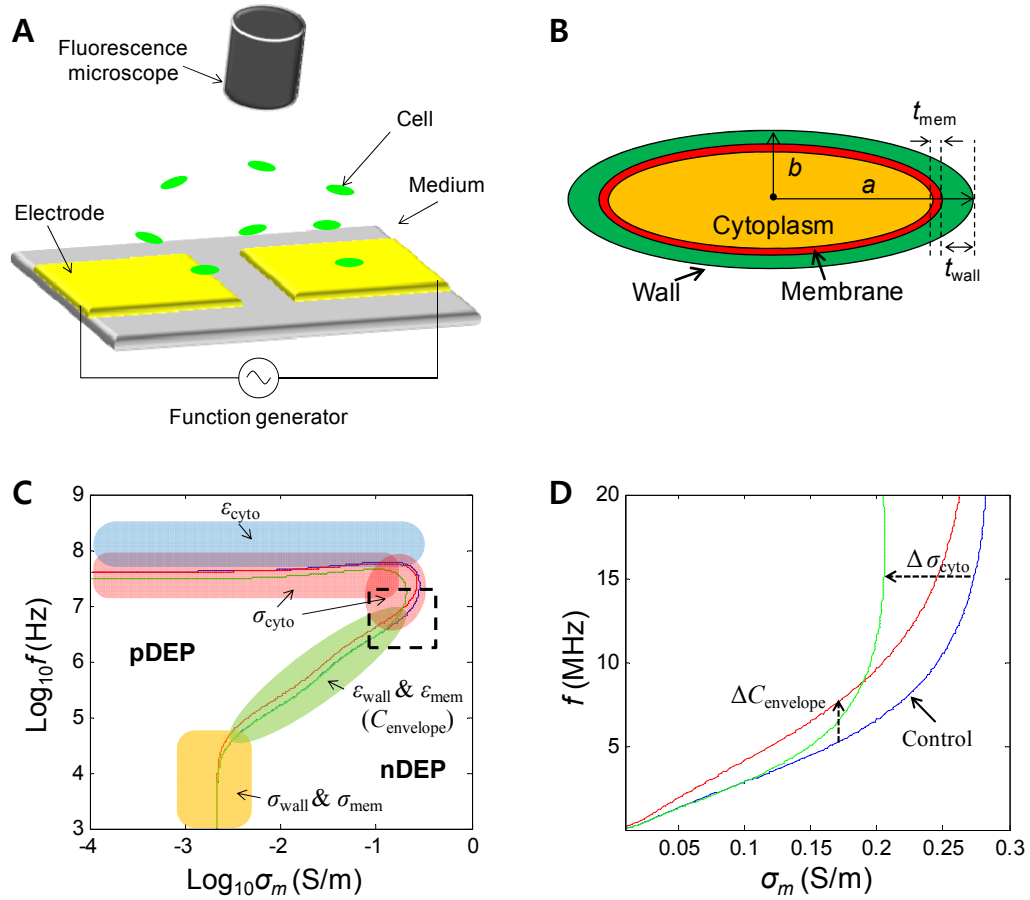 A
Fluorescence
microscope
Cell
Medium
Electrode
Function generator
B
t_mem
b
a
Cytoplasm
Wall
Membrane
t_wall
C
Log₁₀f (Hz)
9
8
7
6
5
4
3
ε_cyto
σ_cyto
pDEP
ε_wall & ε_mem
(C_envelope)
nDEP
σ_wall & σ_mem
-4
-3
-2
-1
0
Log₁₀σ_m (S/m)
D
f (MHz)
20
15
10
5
Δσ_cyto
ΔC_envelope
Control
0.05
0.1
0.15
0.2
0.25
0.3
σ_m (S/m)